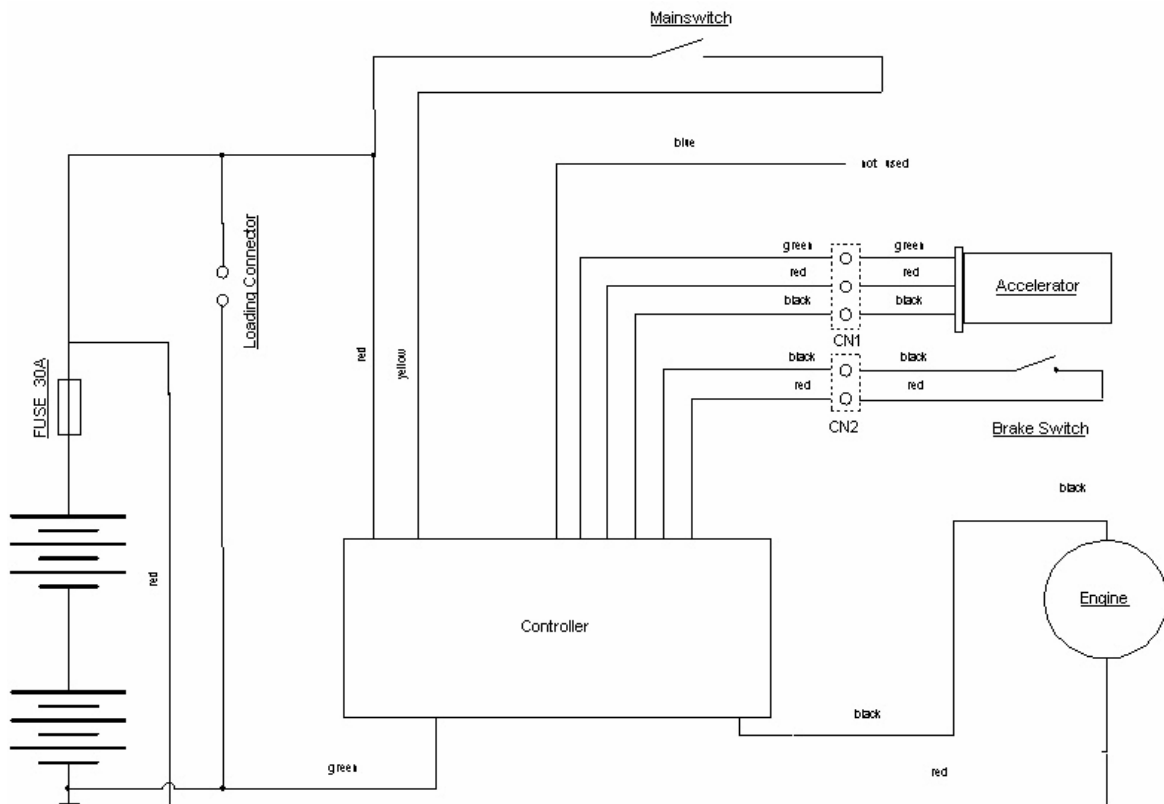 Mainswitch
blue
not used
green green
red red
black black
Accelerator
CN1
black black
red red
CN2
Brake Switch
Loading Connector
red
yellow
FUSE 30A
red
black
Controller
Engine
black
green
red